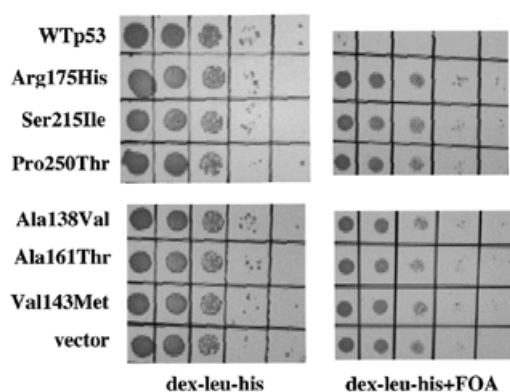 WTp53
Arg175His
Ser215Ile
Pro250Thr
Ala138Val
Ala161Thr
Val143Met
vector
dex-leu-his
dex-leu-his+FOA